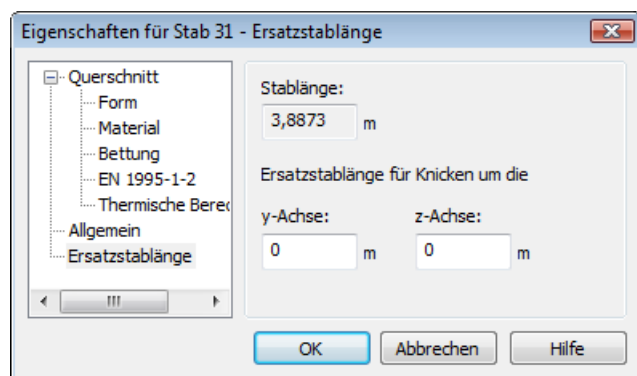 Eigenschaften für Stab 31 - Ersatzstablänge
Querschnitt
Form
Material
Bettung
EN 1995-1-2
Thermische Bere
Allgemein
Ersatzstablänge
Stablänge:
3,8873 m
Ersatzstablänge für Knicken um die
y-Achse: z-Achse:
0 m 0 m
OK Abbrechen Hilfe